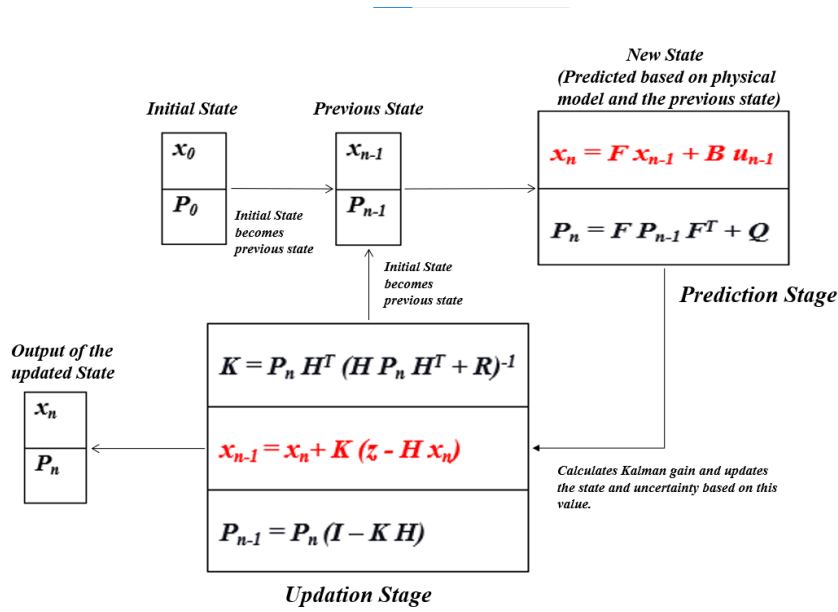 New State
(Predicted based on physical
model and the previous state)
Initial State
Previous State
x₀
P₀
Initial State
becomes
previous state
xₙ₋₁
Pₙ₋₁
xₙ = F xₙ₋₁ + B uₙ₋₁
Pₙ = F Pₙ₋₁ Fᵀ + Q
Prediction Stage
Initial State
becomes
previous state
Output of the
updated State
xₙ
Pₙ
K = Pₙ Hᵀ (H Pₙ Hᵀ + R)⁻¹
xₙ₋₁ = xₙ + K (z - H xₙ)
Pₙ₋₁ = Pₙ (I – K H)
Calculates Kalman gain and updates
the state and uncertainty based on this
value.
Updation Stage